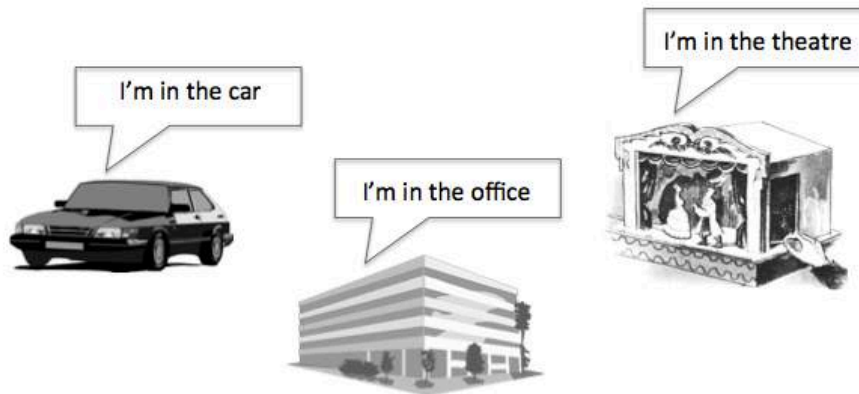 I'm in the theatre
I'm in the car
I'm in the office